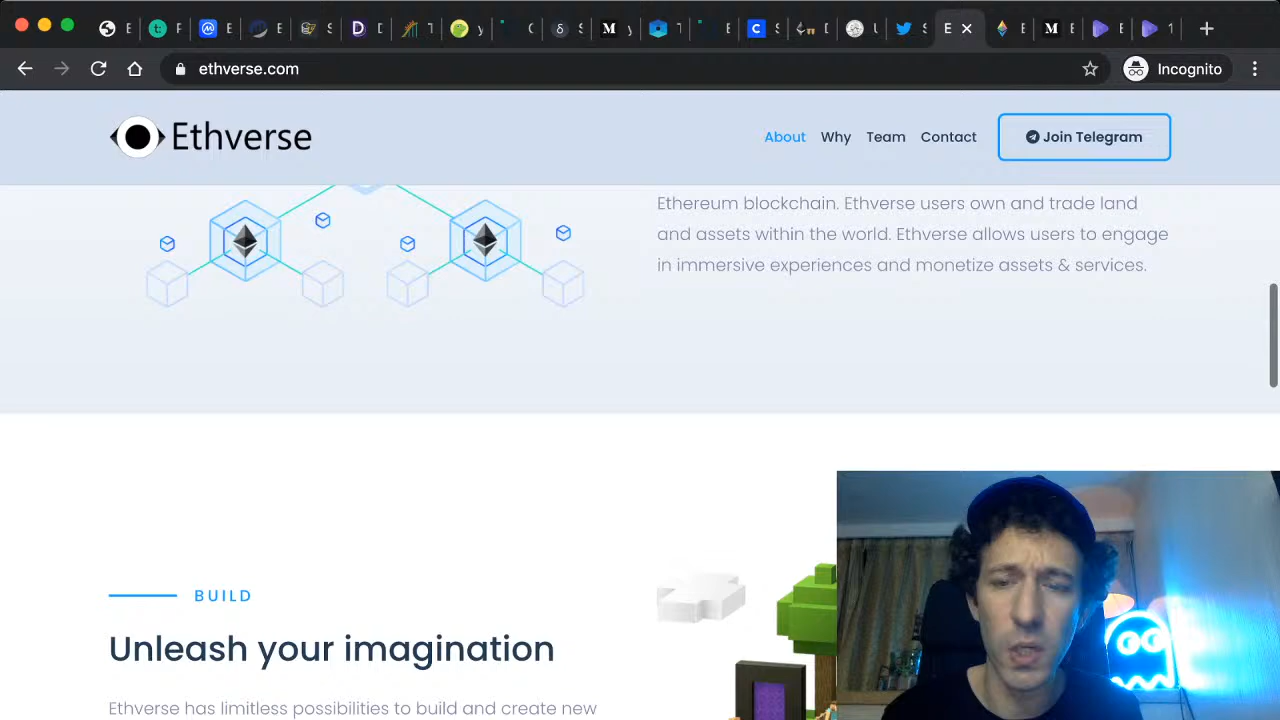 E
F
E
E
S
D
T
y
C
S
y
T
E
S
D
U
S
E
E
E
E
1
ethverse.com
Incognito
Ethverse
About
Why
Team
Contact
Join Telegram
Ethereum blockchain. Ethverse users own and trade land
and assets within the world. Ethverse allows users to engage
in immersive experiences and monetize assets & services.
BUILD
Unleash your imagination
Ethverse has limitless possibilities to build and create new